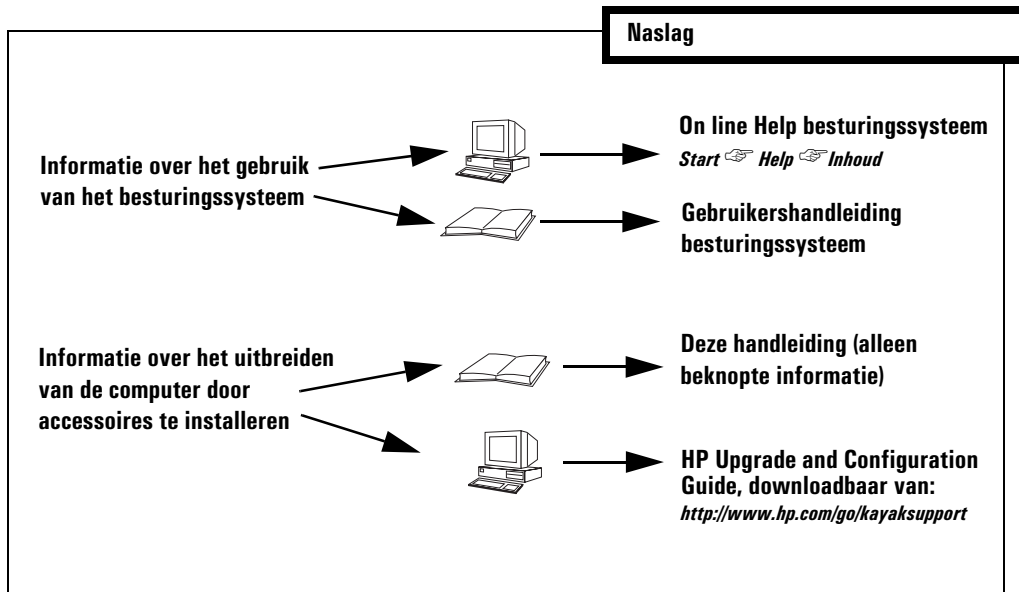 Naslag
Informatie over het gebruik
van het besturingssysteem
On line Help besturingssysteem
Start ☞ Help ☞ Inhoud
Gebruikershandleiding
besturingssysteem
Informatie over het uitbreiden
van de computer door
accessoires te installeren
Deze handleiding (alleen
beknopte informatie)
HP Upgrade and Configuration
Guide, downloadbaar van:
http://www.hp.com/go/kayaksupport